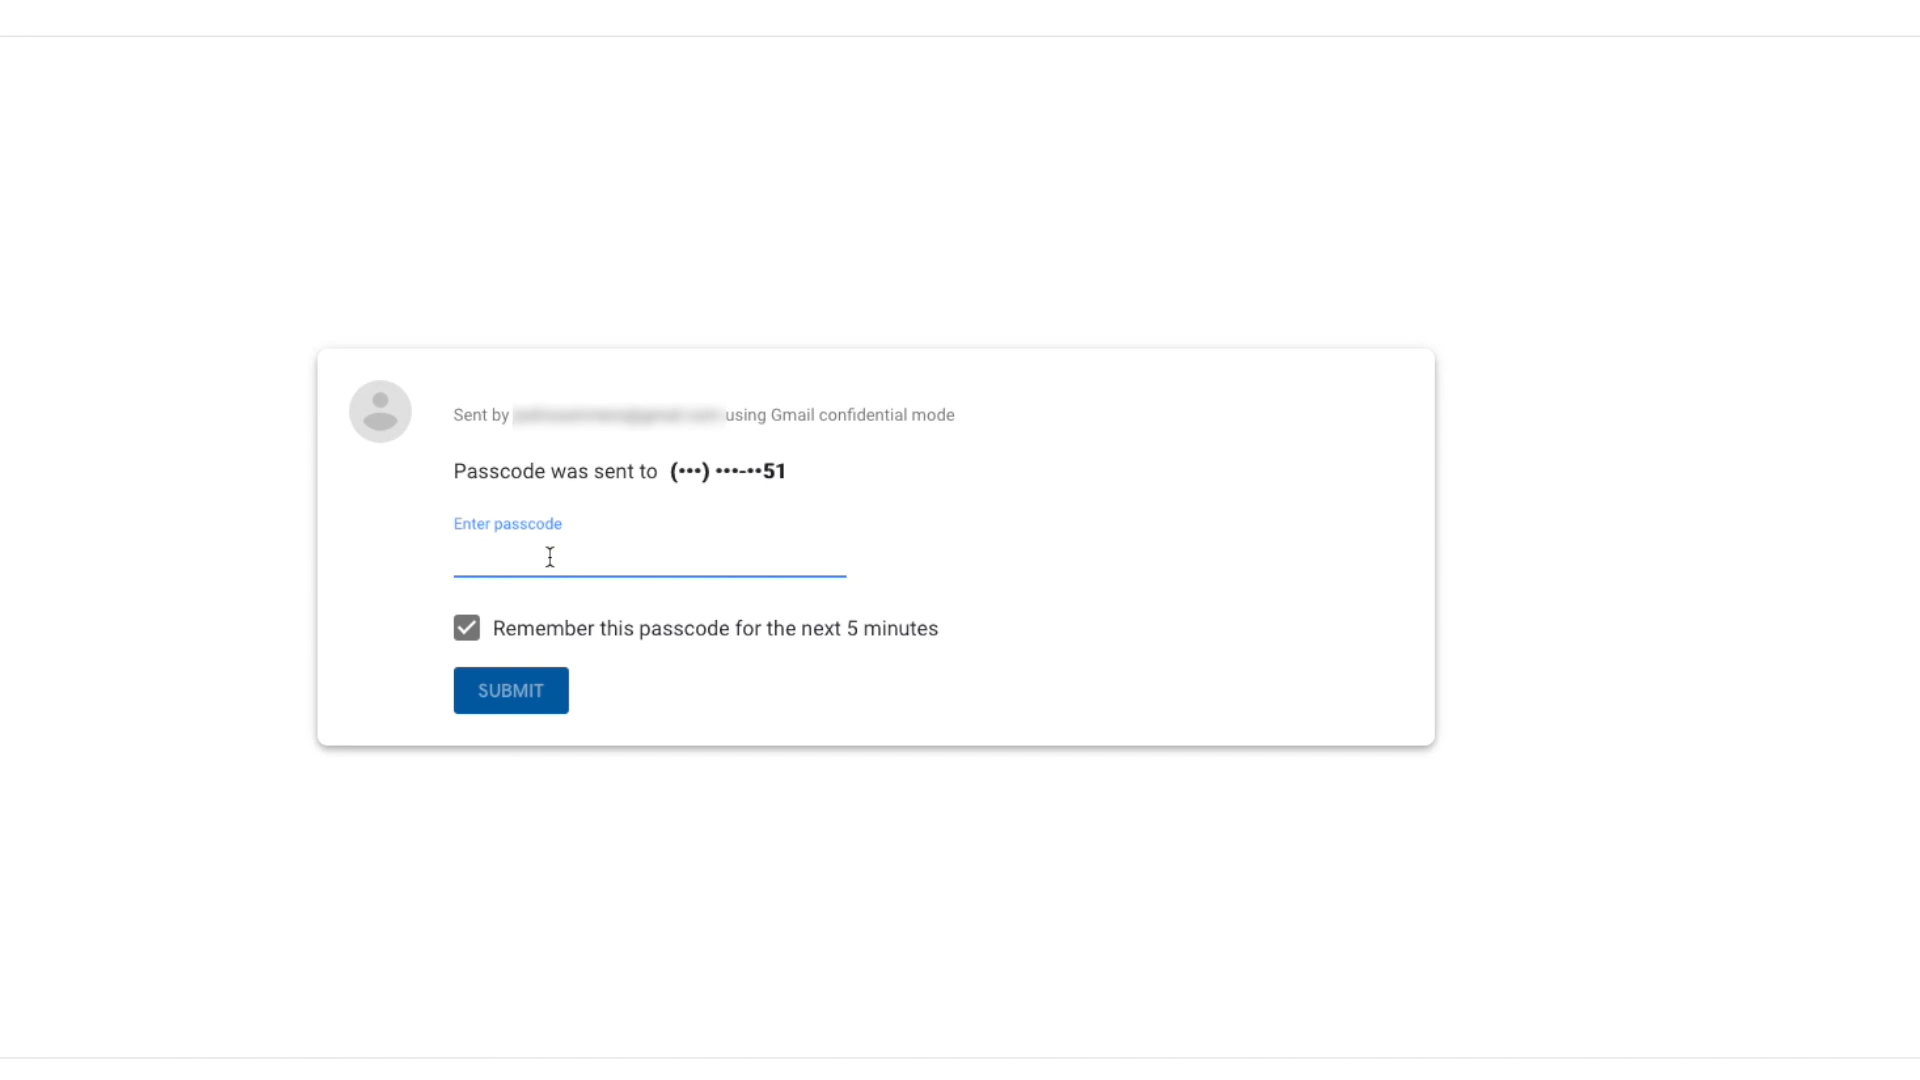 Sent by using Gmail confidential mode
Passcode was sent to (•••) •••-••51
Enter passcode
Remember this passcode for the next 5 minutes
SUBMIT